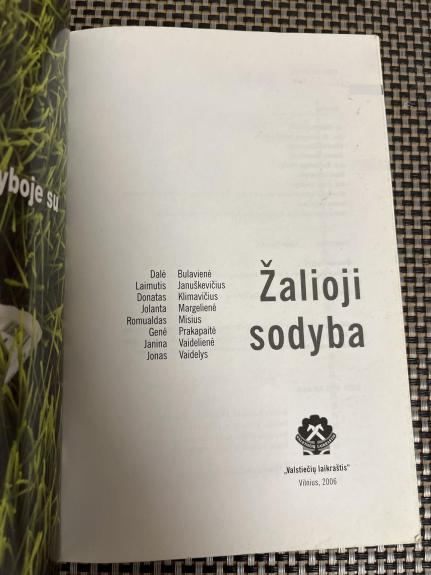 yboje su
Dalė Bulavienė
Laimutis Januškevičius
Donatas Klimavičius
Jolanta Margelienė
Romualdas Misius
Genė Prakapaitė
Janina Vaidelienė
Jonas Vaidelys
Žalioji
sodyba
„Valstiečių laikraštis"
Vilnius, 2006